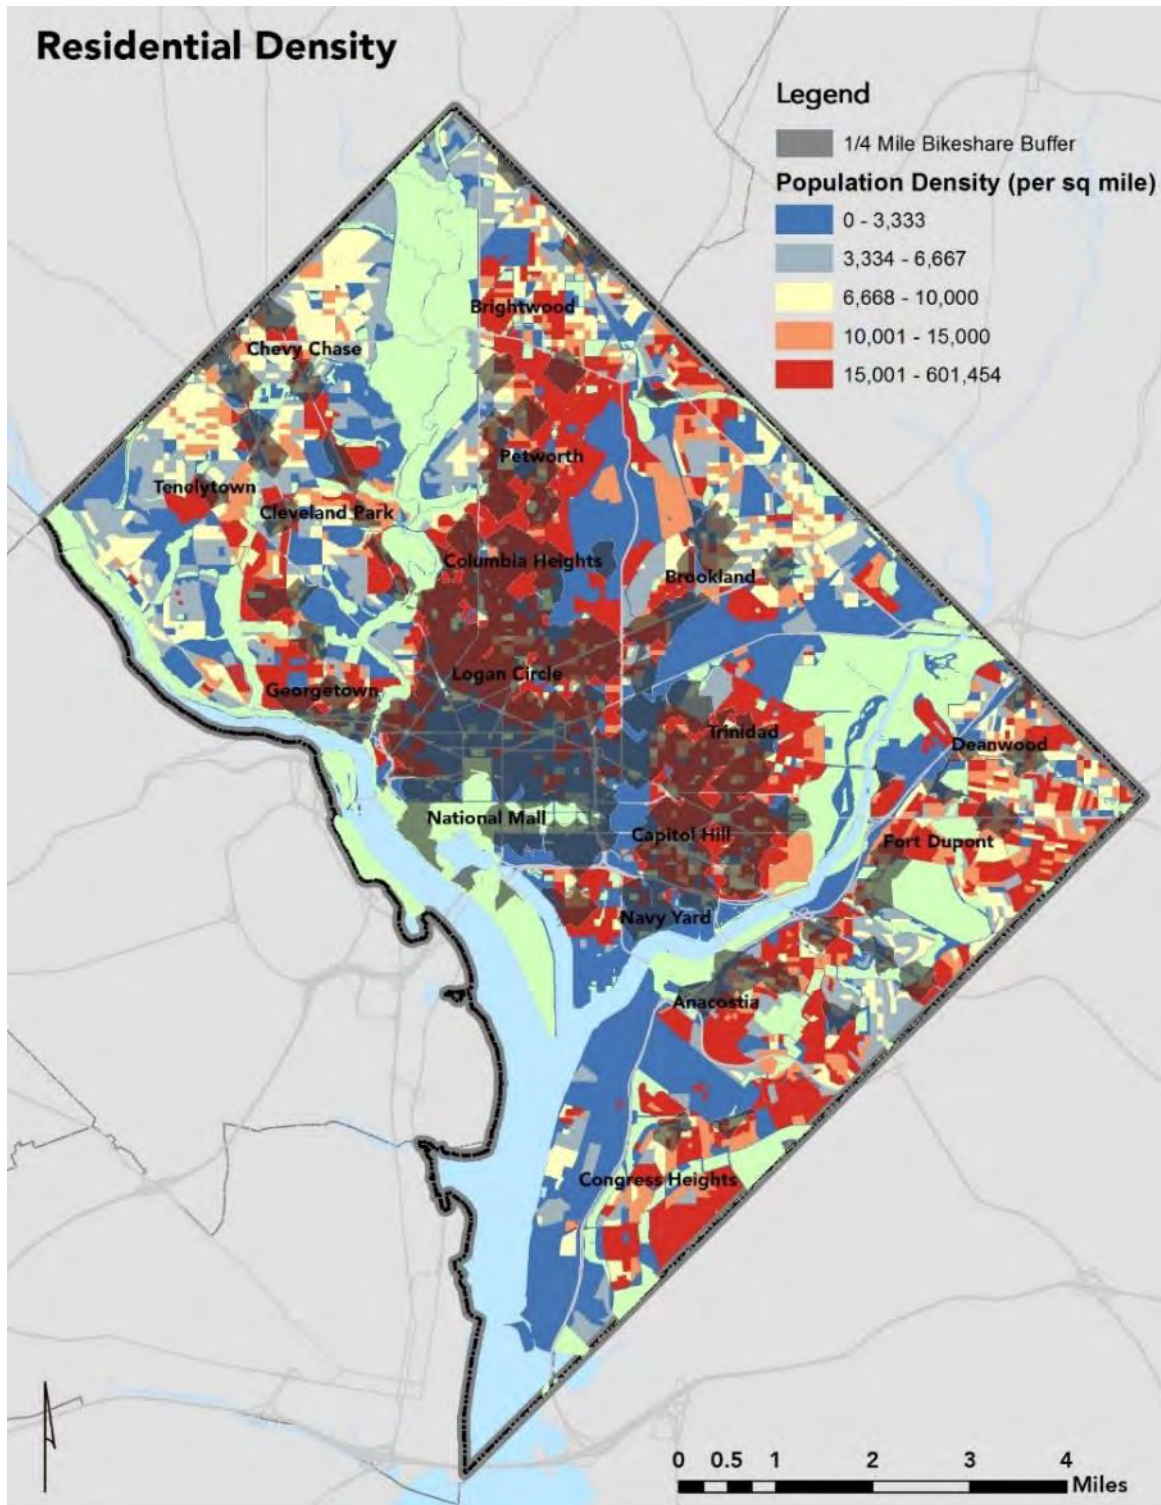 Residential Density
Legend
1/4 Mile Bikeshare Buffer
Population Density (per sq mile)
0 - 3,333
3,334 - 6,667
6,668 - 10,000
10,001 - 15,000
15,001 - 601,454
Brightwood
Chevy Chase
Petworth
Tenelytown
Cleveland Park
Columbia Heights
Brookland
Logan Circle
Georgetown
Trinidad
Deanwood
National Mall
Capitol Hill
Fort Dupont
Navy Yard
Anacostia
Congress Heights
0 0.5 1 2 3 4
Miles